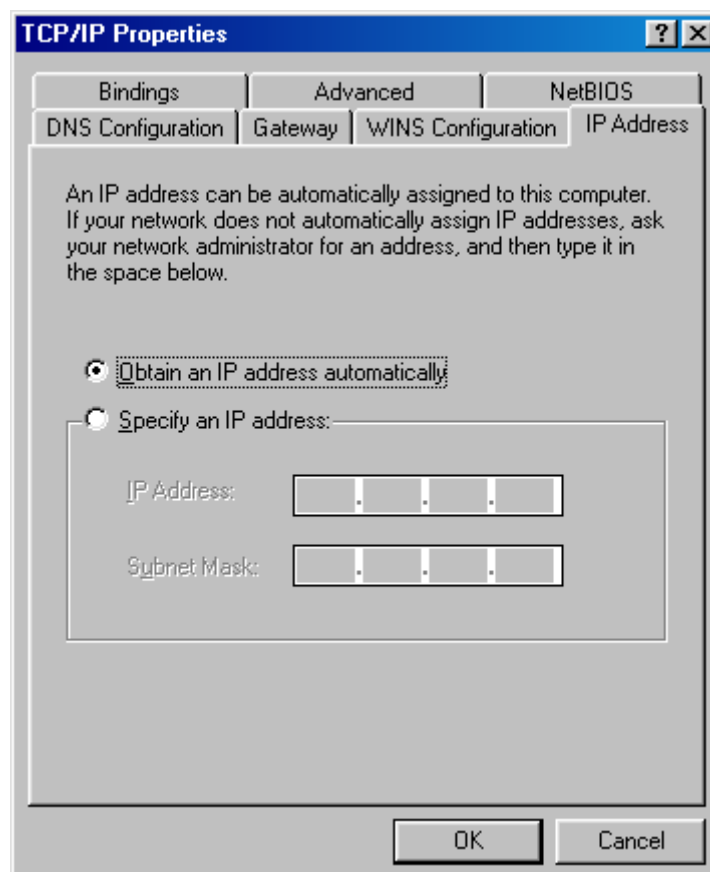 TCP/IP Properties
Bindings Advanced NetBIOS
DNS Configuration Gateway WINS Configuration IP Address
An IP address can be automatically assigned to this computer.
If your network does not automatically assign IP addresses, ask
your network administrator for an address, and then type it in
the space below.
Obtain an IP address automatically
Specify an IP address:
IP Address:
. . .
Subnet Mask:
. . .
OK Cancel